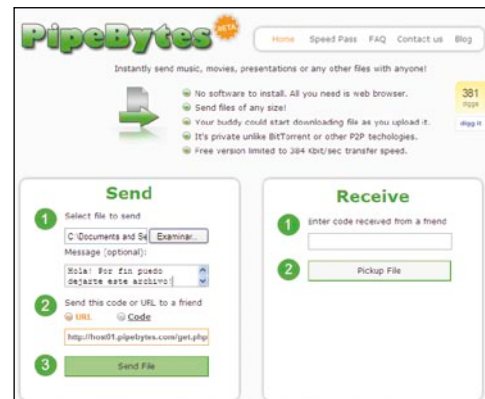 PipeBytes BETA
Home Speed Pass FAQ Contact us Blog
Instantly send music, movies, presentations or any other files with anyone!
No software to install. All you need is web browser.
Send files of any size!
Your buddy could start downloading file as you upload it.
It's private unlike BitTorrent or other P2P techologies.
Free version limited to 384 Kbit/sec transfer speed.
381
diggs
digg it
Send
1 Select file to send
C:\Documents and Se Examinar...
Message (optional):
Hola! Por fin puedo
dejarte este archivo!
2 Send this code or URL to a friend
URL Code
http://host01.pipebytes.com/get.php
3 Send File
Receive
1 Enter code received from a friend
2 Pickup File